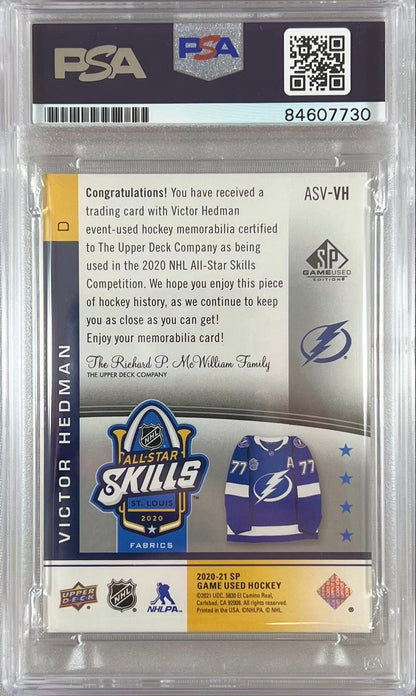 PSA
PSA
84607730
ASV-VH
Congratulations! You have received a
trading card with Victor Hedman
event-used hockey memorabilia certified
to The Upper Deck Company as being
used in the 2020 NHL All-Star Skills
Competition. We hope you enjoy this piece
of hockey history, as we continue to keep
you as close as you can get!
Enjoy your memorabilia card!
The Richard P. McWilliam Family
THE UPPER DECK COMPANY
D
VICTOR HEDMAN
SP
GAMEUSED
EDITION®
NHL
ALL-STAR
SKILLS
ST. LOUIS
2020
FABRICS
77
A
77
UPPER
DECK
NHL
NHLPA®
2020-21 SP
GAME USED HOCKEY
©2021 UDC. 5830 El Camino Real,
Carlsbad, CA 92008. All rights reserved.
Printed in the USA. ©NHLPA, © NHL.